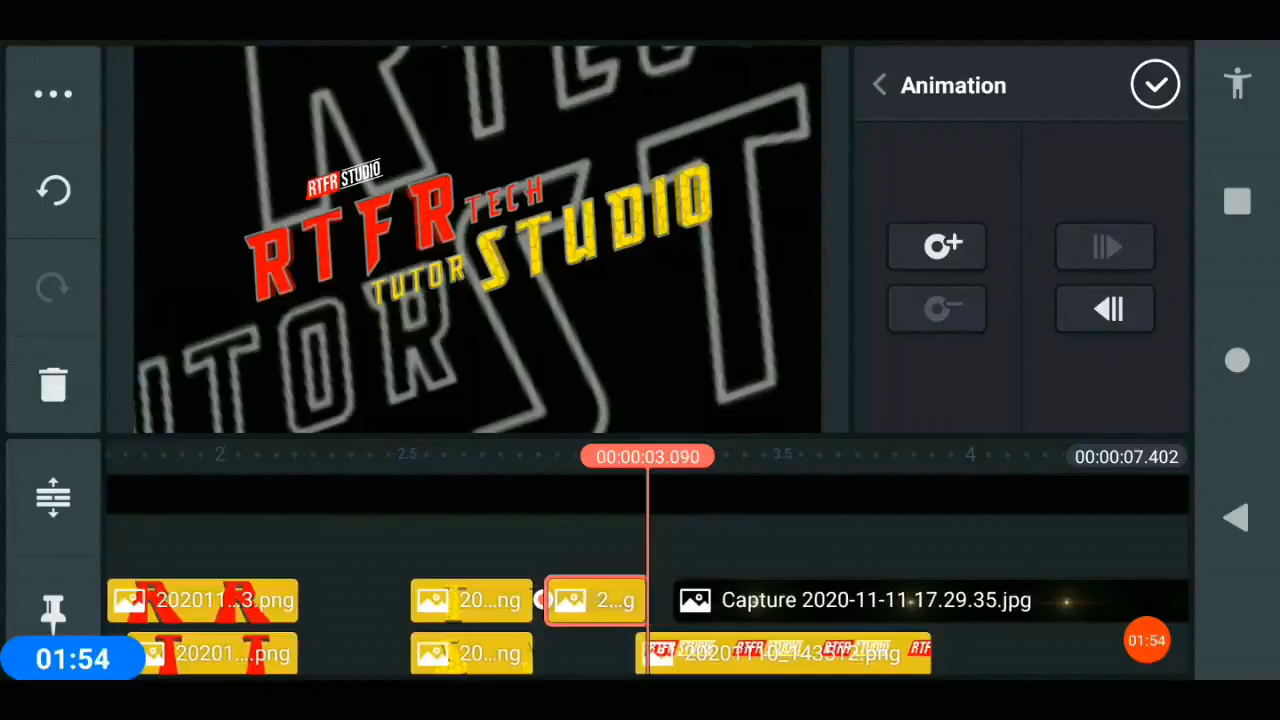 Animation
RTFR STUDIO
RTFR TECH
TUTOR STUDIO
2
2.5
00:00:03.090
3.5
4
00:00:07.402
202011...3.png
20...ng
2...g
Capture 2020-11-11-17.29.35.jpg
20201....png
20...ng
20201110_143512.png
01:54
01:54